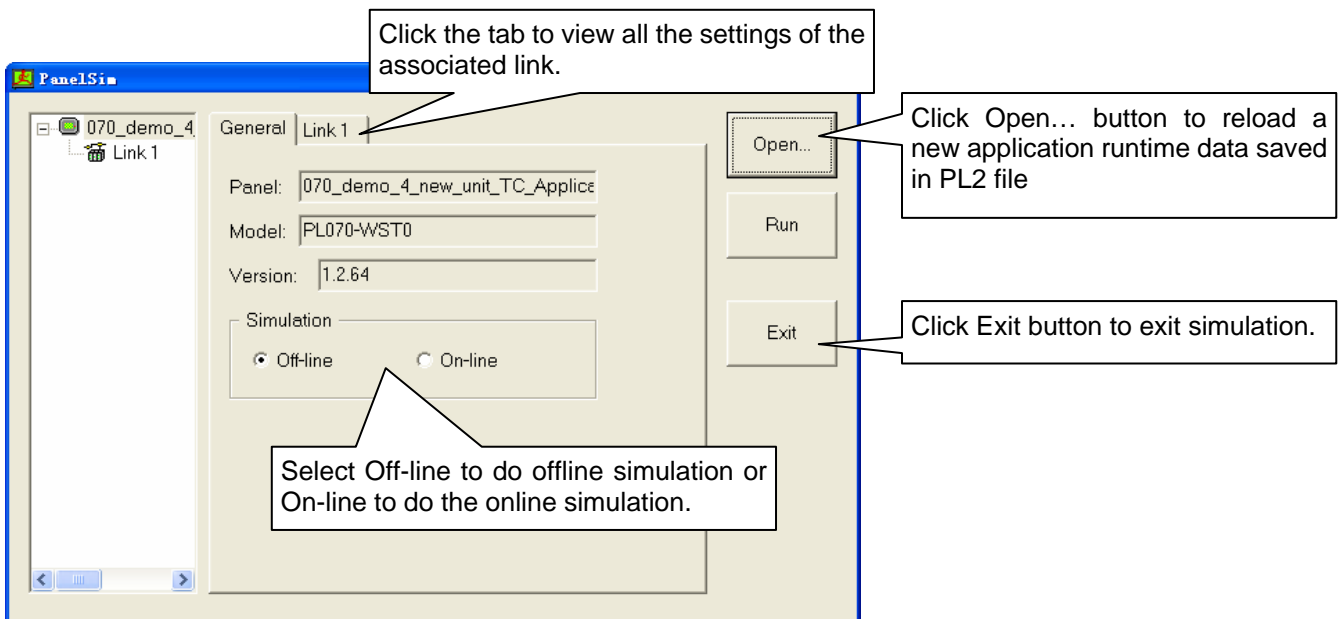 Click the tab to view all the settings of the
associated link.
PanelSim
070_demo_4_
Link 1
General
Link 1
Panel:
070_demo_4_new_unit_TC_Applica
Model:
PL070-WST0
Version:
1.2.64
Simulation
Off-line
On-line
Select Off-line to do offline simulation or
On-line to do the online simulation.
Open...
Run
Exit
Click Open… button to reload a
new application runtime data saved
in PL2 file
Click Exit button to exit simulation.